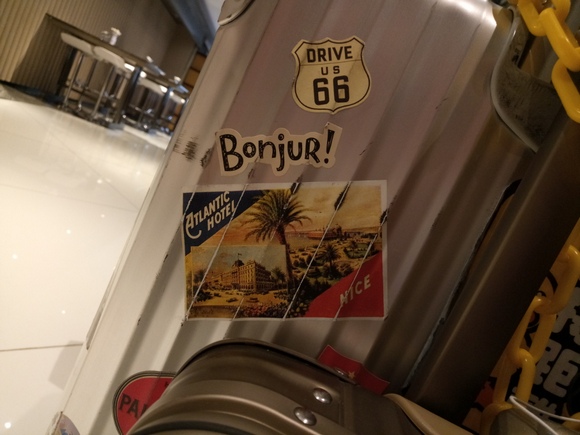 DRIVE
US
66
Bonjur!
ATLANTIC
HOTEL
NICE